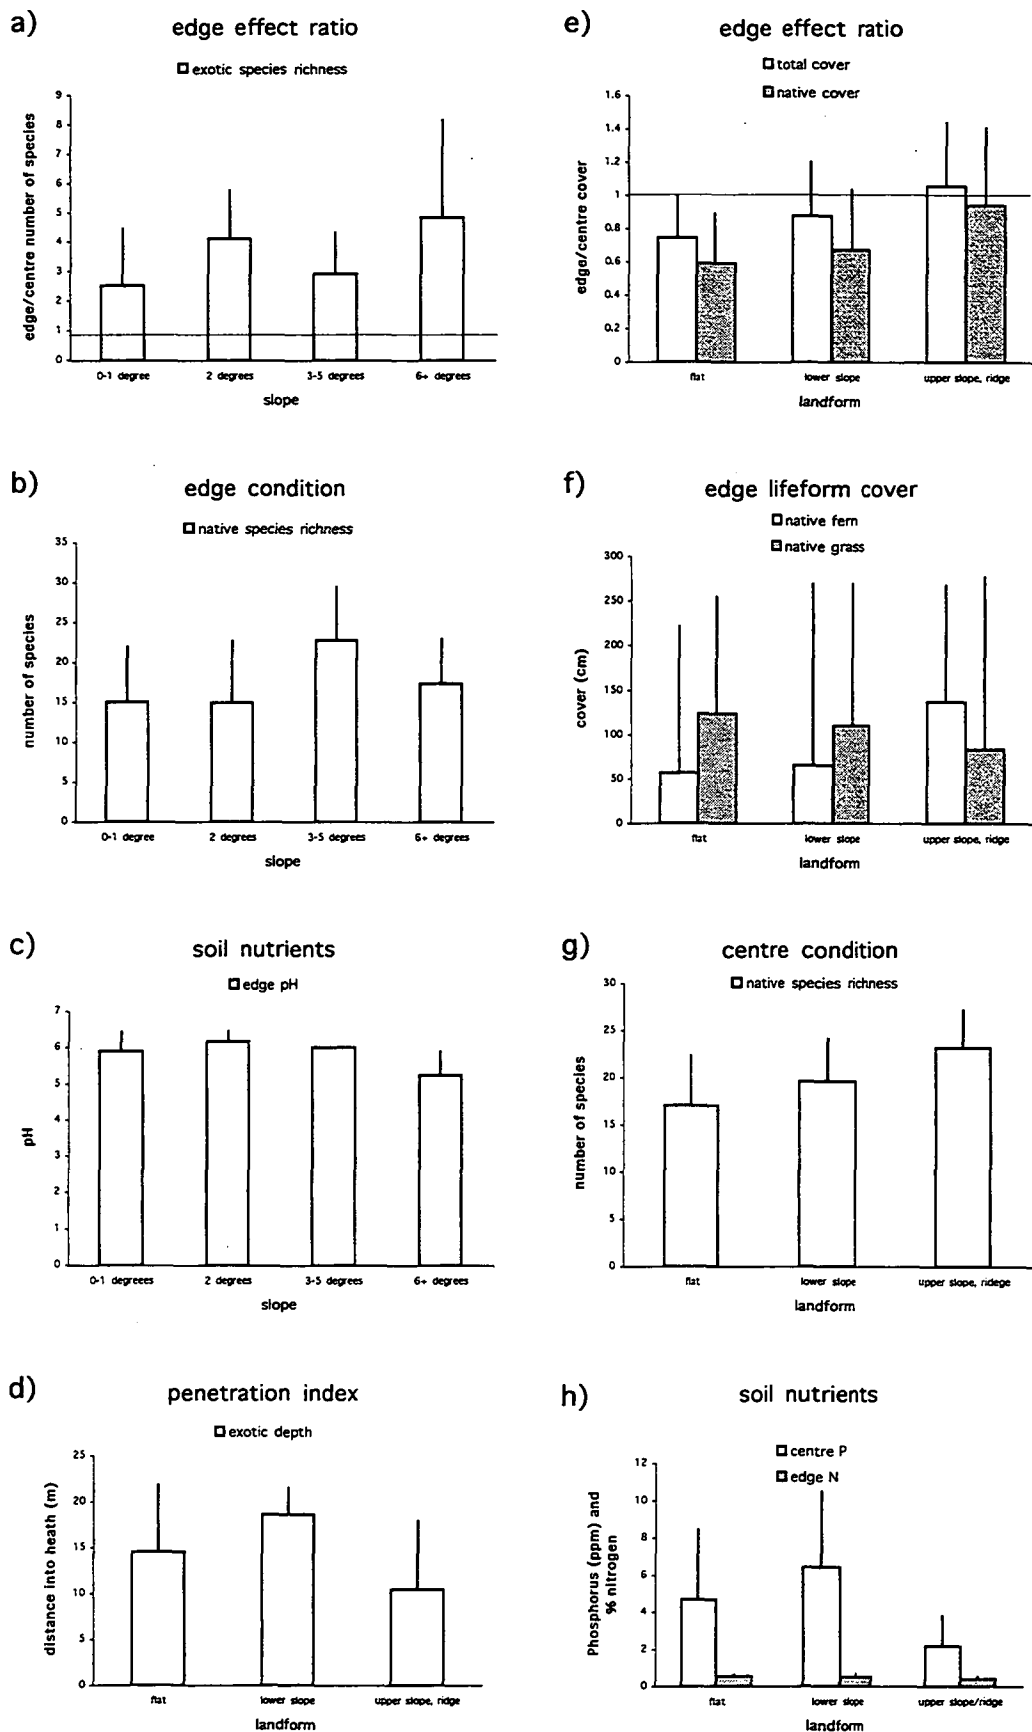 a)
edge effect ratio
exotic species richness
edge/centre number of species
9
8
7
6
5
4
3
2
1
0
0-1 degree
2 degrees
3-5 degrees
6+ degrees
slope
b)
edge condition
native species richness
number of species
35
30
25
20
15
10
5
0
0-1 degree
2 degrees
3-5 degrees
6+ degrees
slope
c)
soil nutrients
edge pH
pH
7
6
5
4
3
2
1
0
0-1 degreees
2 degrees
3-5 degrees
6+ degrees
slope
d)
penetration index
exotic depth
distance into heath (m)
25
20
15
10
5
0
flat
lower slope
upper slope, ridge
landform
e)
edge effect ratio
total cover
native cover
edge/centre cover
1.6
1.4
1.2
1
0.8
0.6
0.4
0.2
0
flat
lower slope
upper slope, ridge
landform
f)
edge lifeform cover
native fern
native grass
cover (cm)
300
250
200
150
100
50
0
flat
lower slope
upper slope, ridge
landform
g)
centre condition
native species richness
number of species
30
25
20
15
10
5
0
flat
lower slope
upper slope, ridege
landform
h)
soil nutrients
centre P
edge N
Phosphorus (ppm) and
% nitrogen
12
10
8
6
4
2
0
flat
lower slope
upper slope/ridge
landform